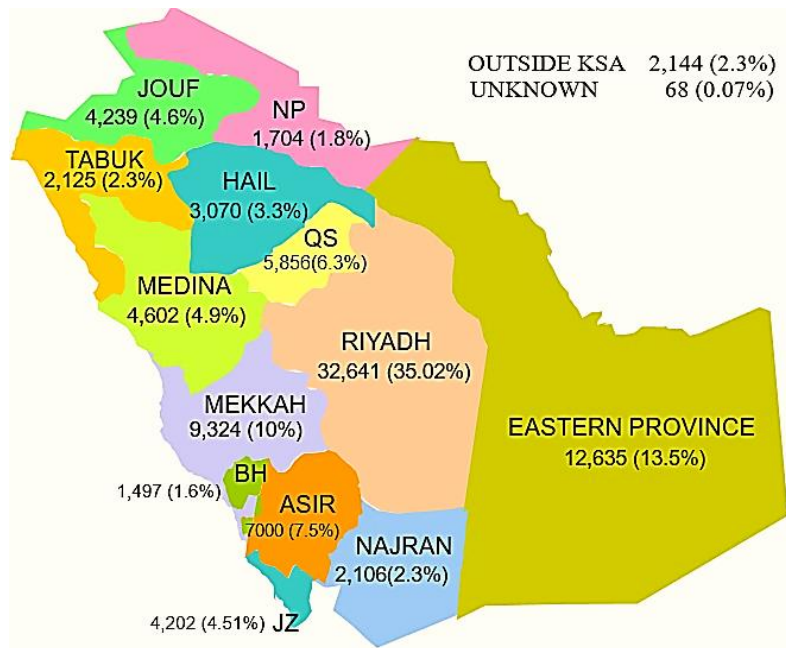 OUTSIDE KSA 2,144 (2.3%)
UNKNOWN 68 (0.07%)
JOUF
4,239 (4.6%)
NP
1,704 (1.8%)
TABUK
2,125 (2.3%)
HAIL
3,070 (3.3%)
QS
5,856(6.3%)
MEDINA
4,602 (4.9%)
RIYADH
32,641 (35.02%)
MEKKAH
9,324 (10%)
EASTERN PROVINCE
12,635 (13.5%)
BH
1,497 (1.6%)
ASIR
7000 (7.5%)
NAJRAN
2,106(2.3%)
4,202 (4.51%) JZ